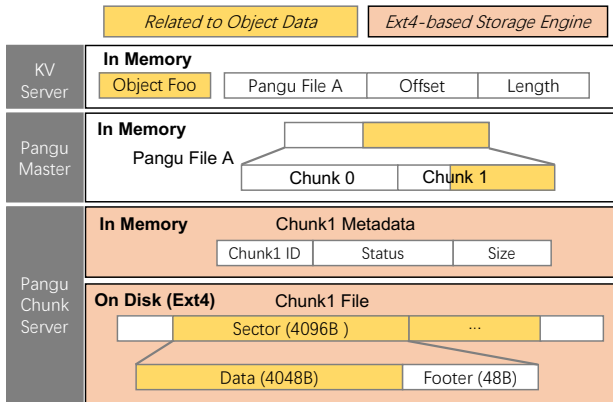 Related to Object Data
Ext4-based Storage Engine
KV
Server
In Memory
Object Foo
Pangu File A
Offset
Length
Pangu
Master
In Memory
Pangu File A
Chunk 0
Chunk 1
Pangu
Chunk
Server
In Memory
Chunk1 Metadata
Chunk1 ID
Status
Size
On Disk (Ext4)
Chunk1 File
Sector (4096B )
...
Data (4048B)
Footer (48B)